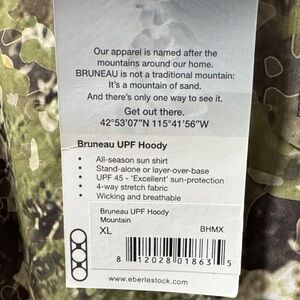 Our apparel is named after the
mountains around our home.
BRUNEAU is not a traditional mountain:
It's a mountain of sand.
And there's only one way to see it.
Get out there.
42°53'07"N 115°41'56"W
Bruneau UPF Hoody
• All-season sun shirt
• Stand-alone or layer-over-base
• UPF 45 - 'Excellent' sun-protection
• 4-way stretch fabric
• Wicking and breathable
Bruneau UPF Hoody
Mountain
XL BHMX
8 12028 01863 5
www.eberlestock.com